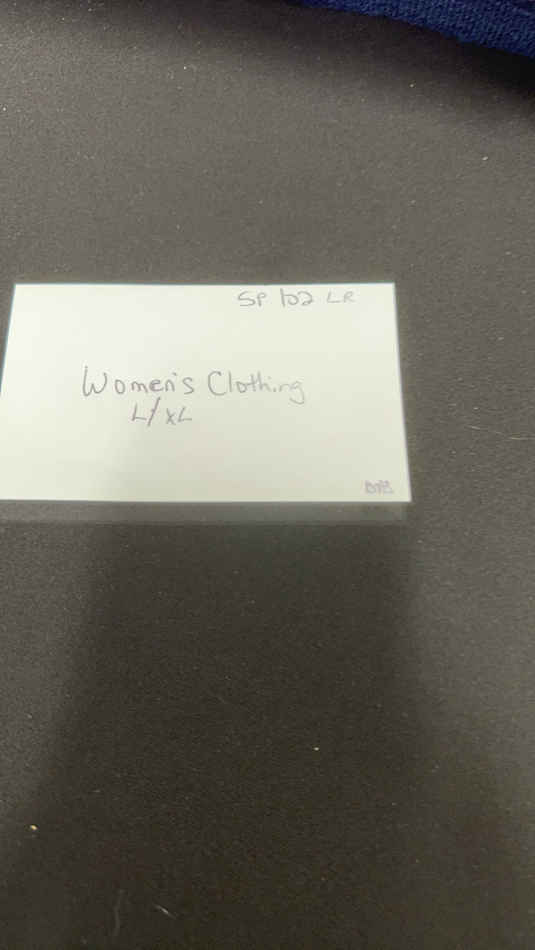 SP 102 LR
Women's Clothing
L/XL